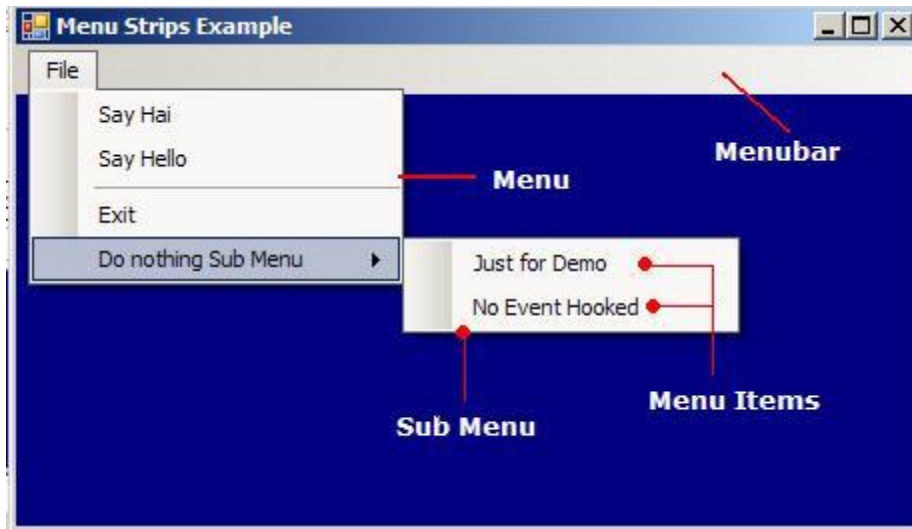 Menu Strips Example
File
Say Hai
Say Hello
Menubar
Menu
Exit
Do nothing Sub Menu
Just for Demo
No Event Hooked
Menu Items
Sub Menu